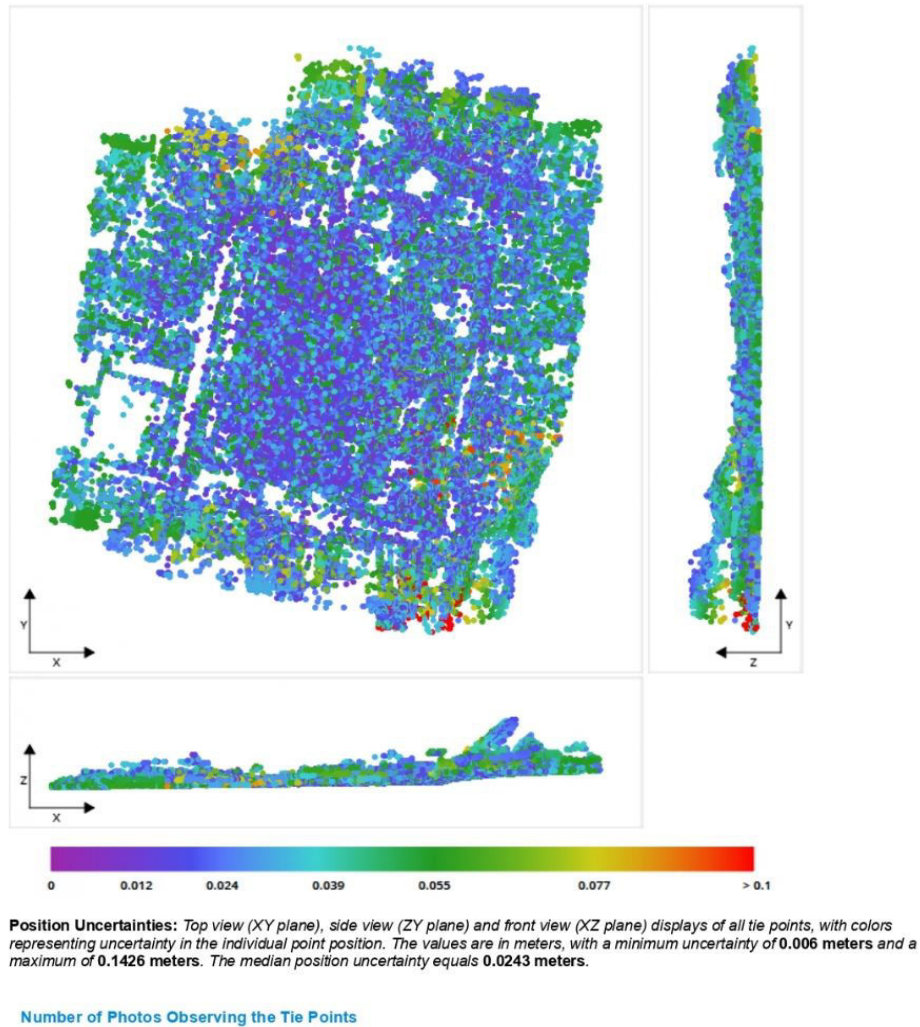 Y
X
Z
Y
Z
X
0 0.012 0.024 0.039 0.055 0.077 > 0.1
Position Uncertainties: Top view (XY plane), side view (ZY plane) and front view (XZ plane) displays of all tie points, with colors
representing uncertainty in the individual point position. The values are in meters, with a minimum uncertainty of 0.006 meters and a
maximum of 0.1426 meters. The median position uncertainty equals 0.0243 meters.
Number of Photos Observing the Tie Points